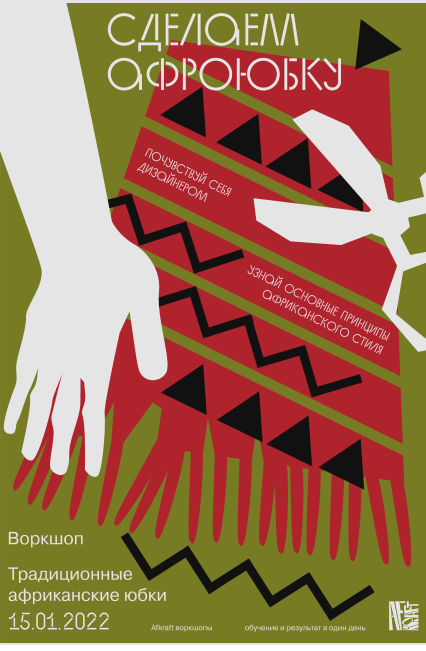 СДЕЛАЕМ
АФРОЮБКУ
ПОЧУВСТВУЙ СЕБЯ
ДИЗАЙНЕРОМ
УЗНАЙ ОСНОВНЫЕ ПРИНЦИПЫ
АФРИКАНСКОГО СТИЛЯ
Воркшоп
Традиционные
африканские юбки
15.01.2022
Afkraft воркшопы
обучение и результат в один день